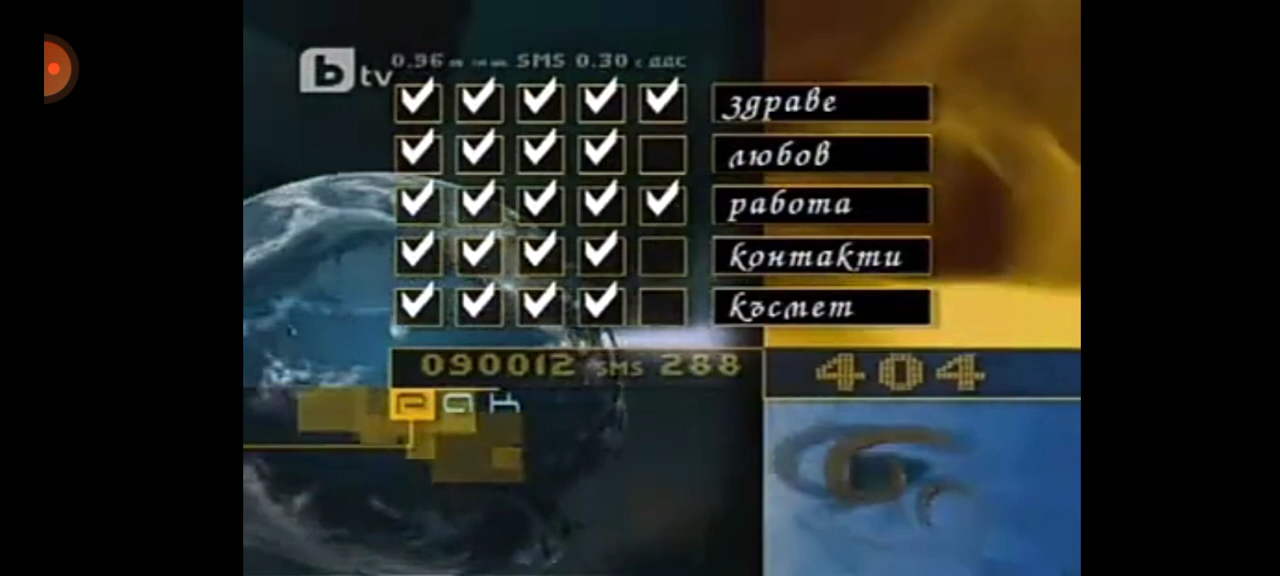 btv
0.96 SMS 0.30 с ддс
здраве
любов
работа
контакти
късмет
090012 SMS 288
404
рак